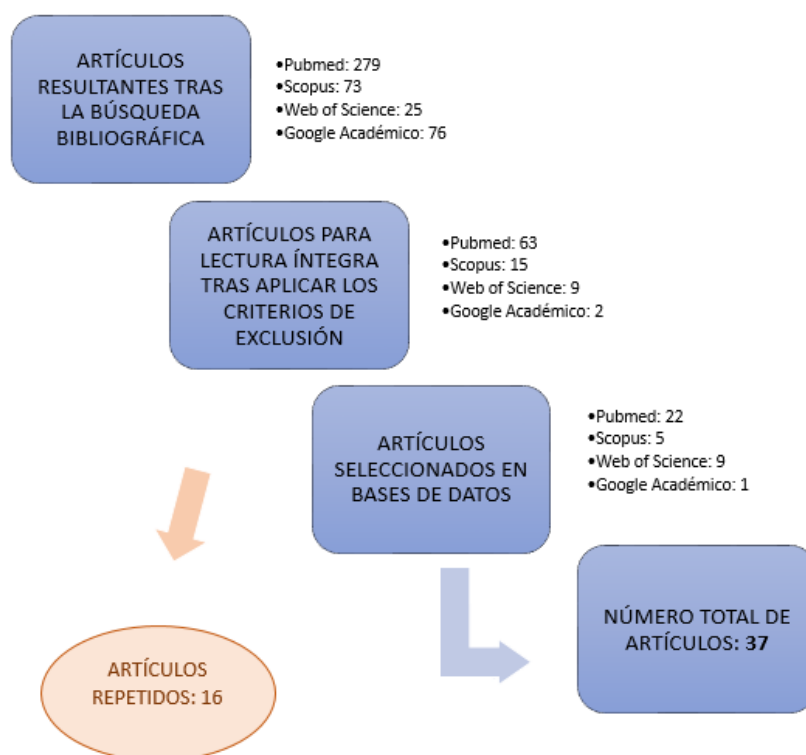 ARTÍCULOS
RESULTANTES TRAS
LA BÚSQUEDA
BIBLIOGRÁFICA
•Pubmed: 279
•Scopus: 73
•Web of Science: 25
•Google Académico: 76
ARTÍCULOS PARA
LECTURA ÍNTEGRA
TRAS APLICAR LOS
CRITERIOS DE
EXCLUSIÓN
•Pubmed: 63
•Scopus: 15
•Web of Science: 9
•Google Académico: 2
ARTÍCULOS
SELECCIONADOS EN
BASES DE DATOS
•Pubmed: 22
•Scopus: 5
•Web of Science: 9
•Google Académico: 1
NÚMERO TOTAL DE
ARTÍCULOS: 37
ARTÍCULOS
REPETIDOS: 16